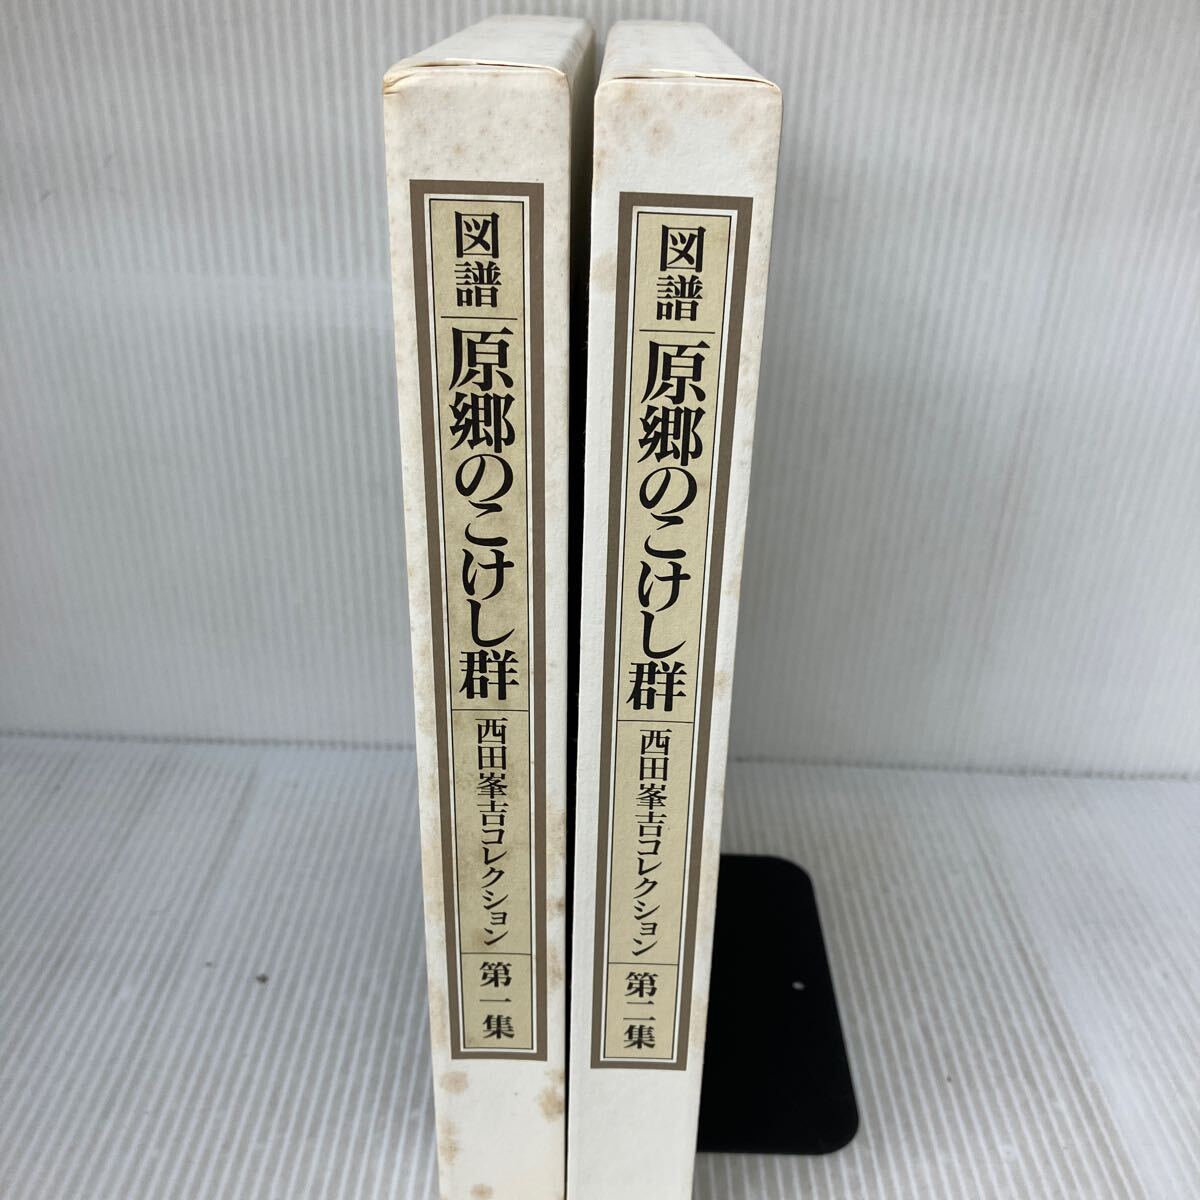 図譜
原郷のこけし群
西田峯吉コレクション
第一集
図譜
原郷のこけし群
西田峯吉コレクション
第二集